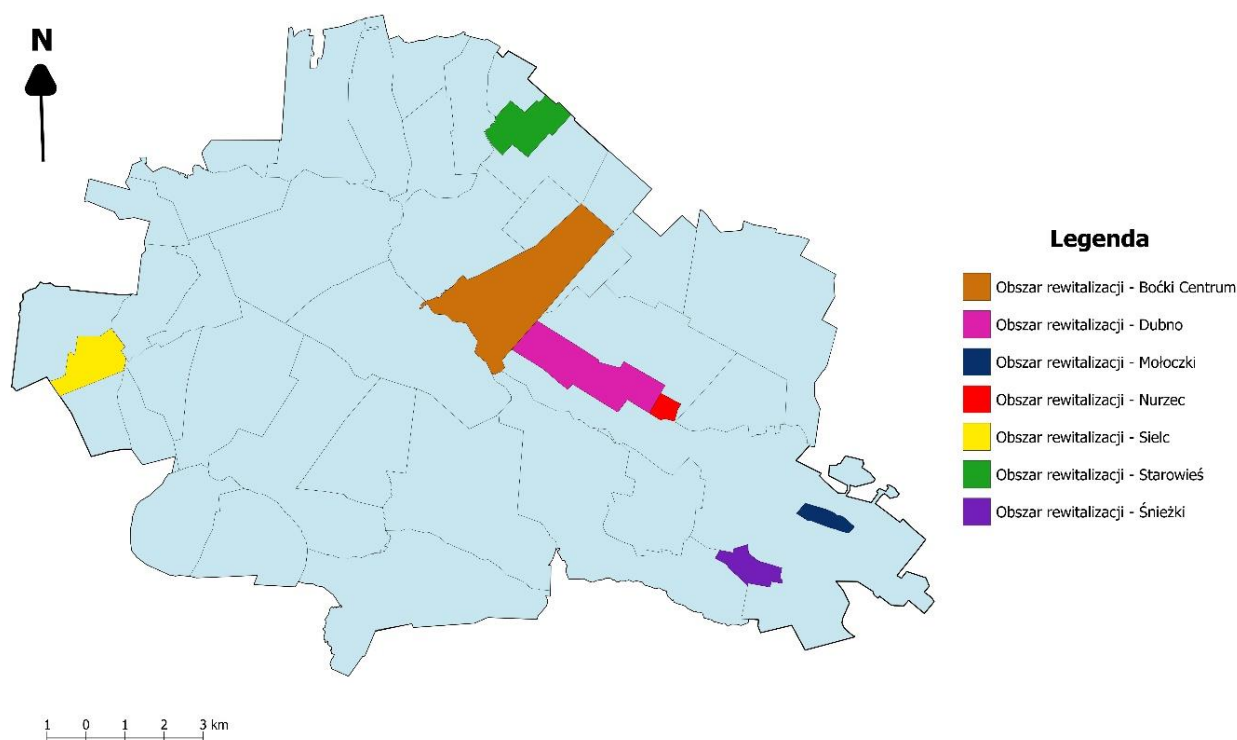 N
Legenda
Obszar rewitalizacji - Boćki Centrum
Obszar rewitalizacji - Dubno
Obszar rewitalizacji - Mołoczki
Obszar rewitalizacji - Nurzec
Obszar rewitalizacji - Sielc
Obszar rewitalizacji - Starowieś
Obszar rewitalizacji - Śnieżki
1 0 1 2 3 km